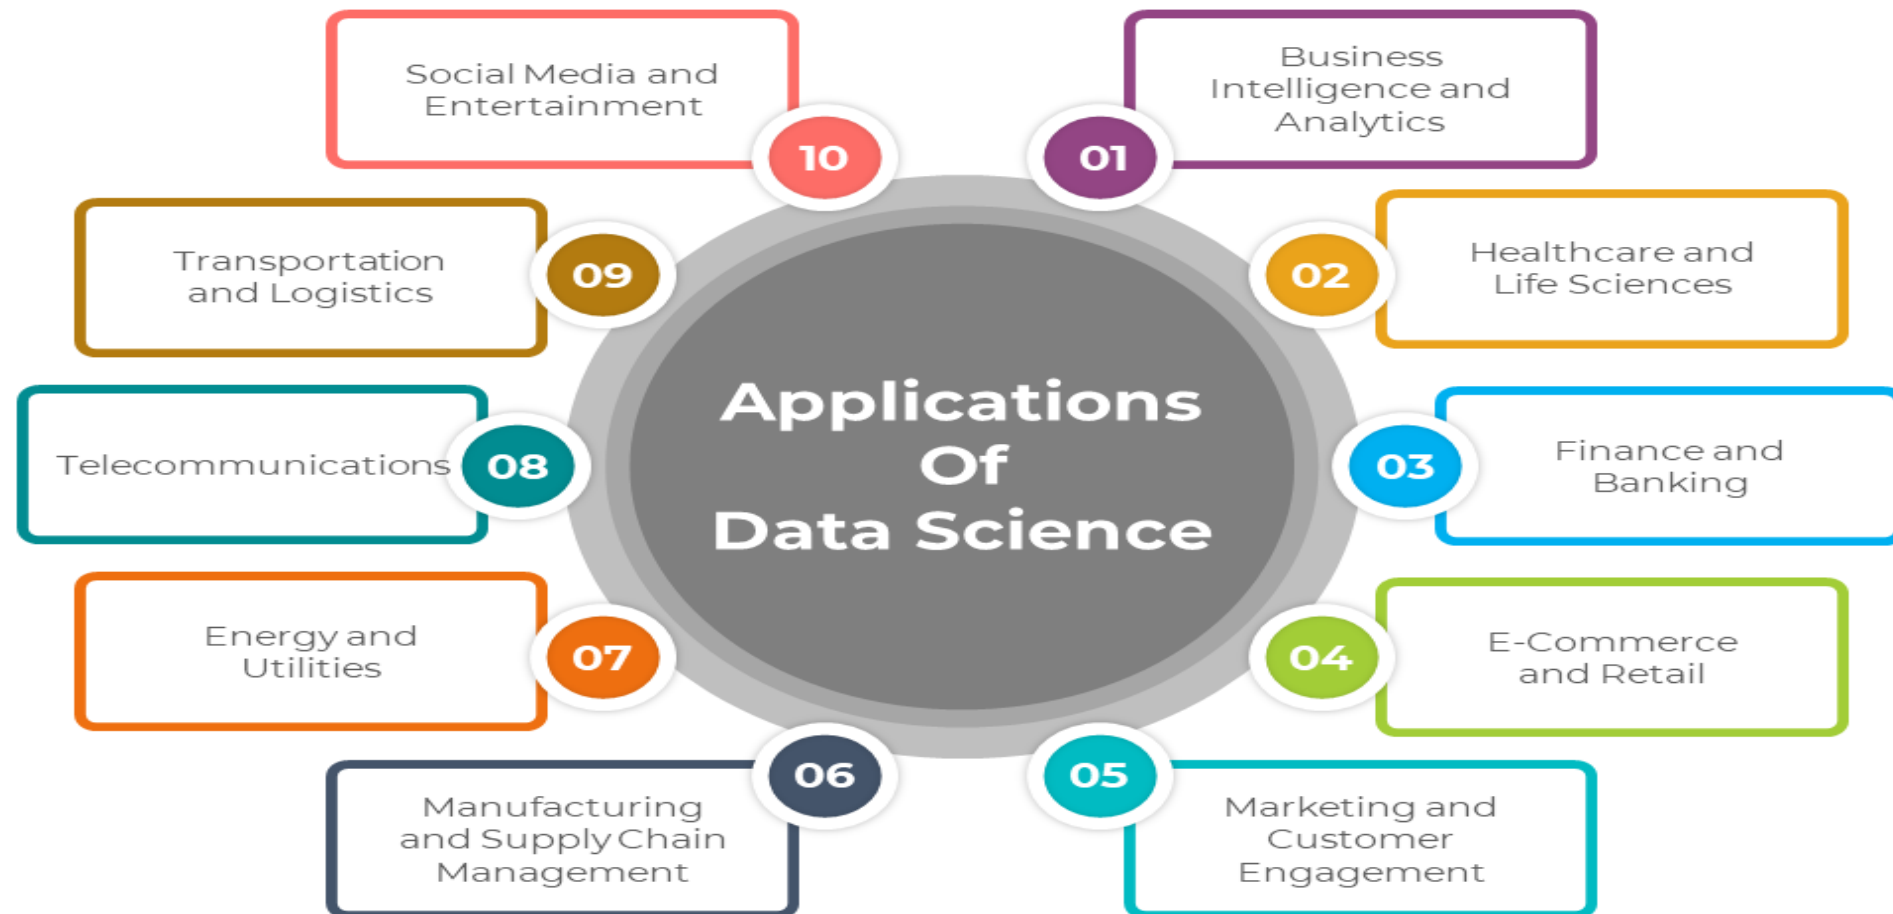 Applications
Of
Data Science
01
Business
Intelligence and
Analytics
02
Healthcare and
Life Sciences
03
Finance and
Banking
04
E-Commerce
and Retail
05
Marketing and
Customer
Engagement
06
Manufacturing
and Supply Chain
Management
07
Energy and
Utilities
08
Telecommunications
09
Transportation
and Logistics
10
Social Media and
Entertainment